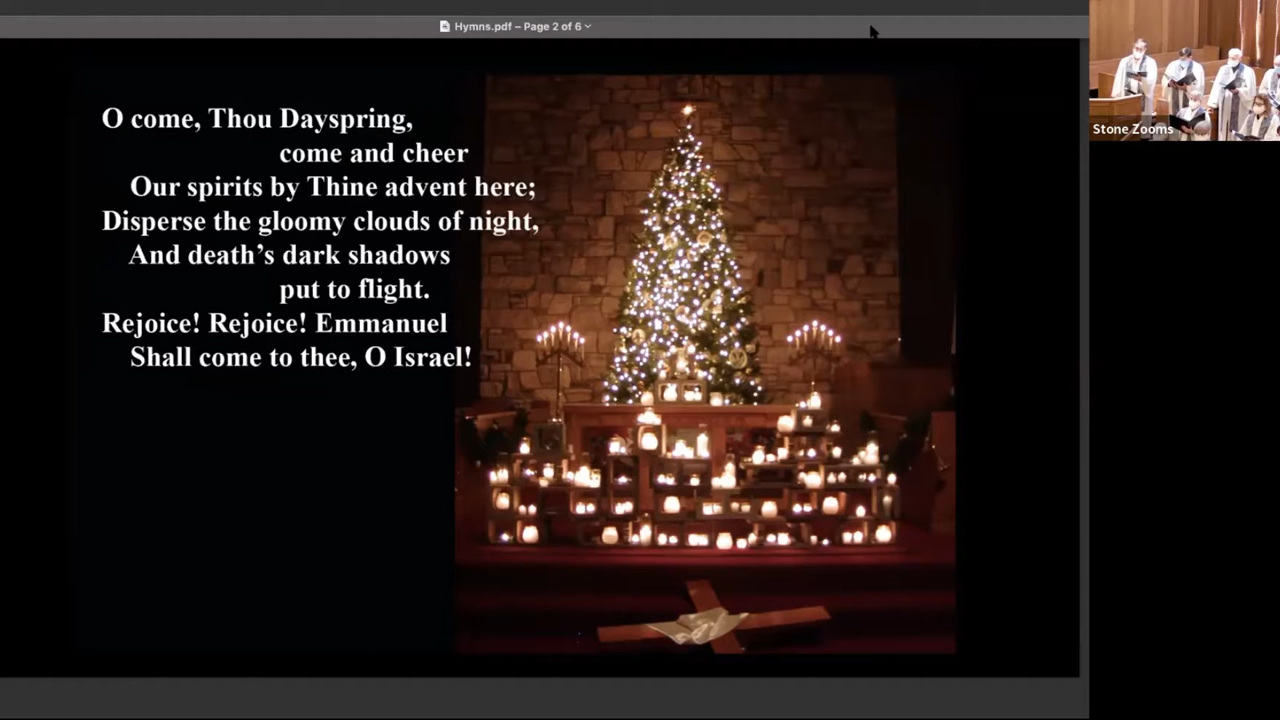 Hymns.pdf – Page 2 of 6
O come, Thou Dayspring,
come and cheer
Our spirits by Thine advent here;
Disperse the gloomy clouds of night,
And death’s dark shadows
put to flight.
Rejoice! Rejoice! Emmanuel
Shall come to thee, O Israel!
Stone Zooms